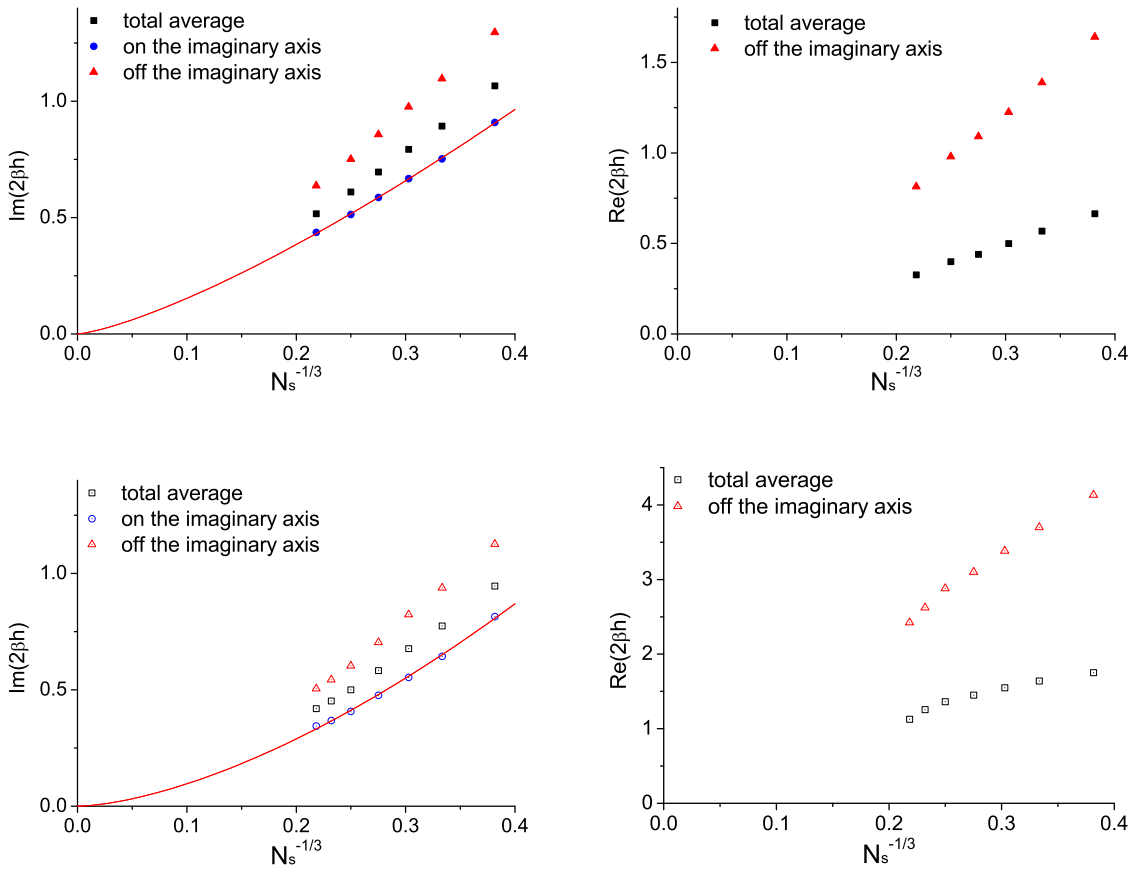 total average
on the imaginary axis
off the imaginary axis
1.0
0.5
0.0
Im(2βh)
0.0 0.1 0.2 0.3 0.4
Ns-1/3
total average
off the imaginary axis
1.5
1.0
0.5
0.0
Re(2βh)
0.0 0.1 0.2 0.3 0.4
Ns-1/3
total average
on the imaginary axis
off the imaginary axis
1.0
0.5
0.0
Im(2βh)
0.0 0.1 0.2 0.3 0.4
Ns-1/3
total average
off the imaginary axis
4
3
2
1
0
Re(2βh)
0.0 0.1 0.2 0.3 0.4
Ns-1/3